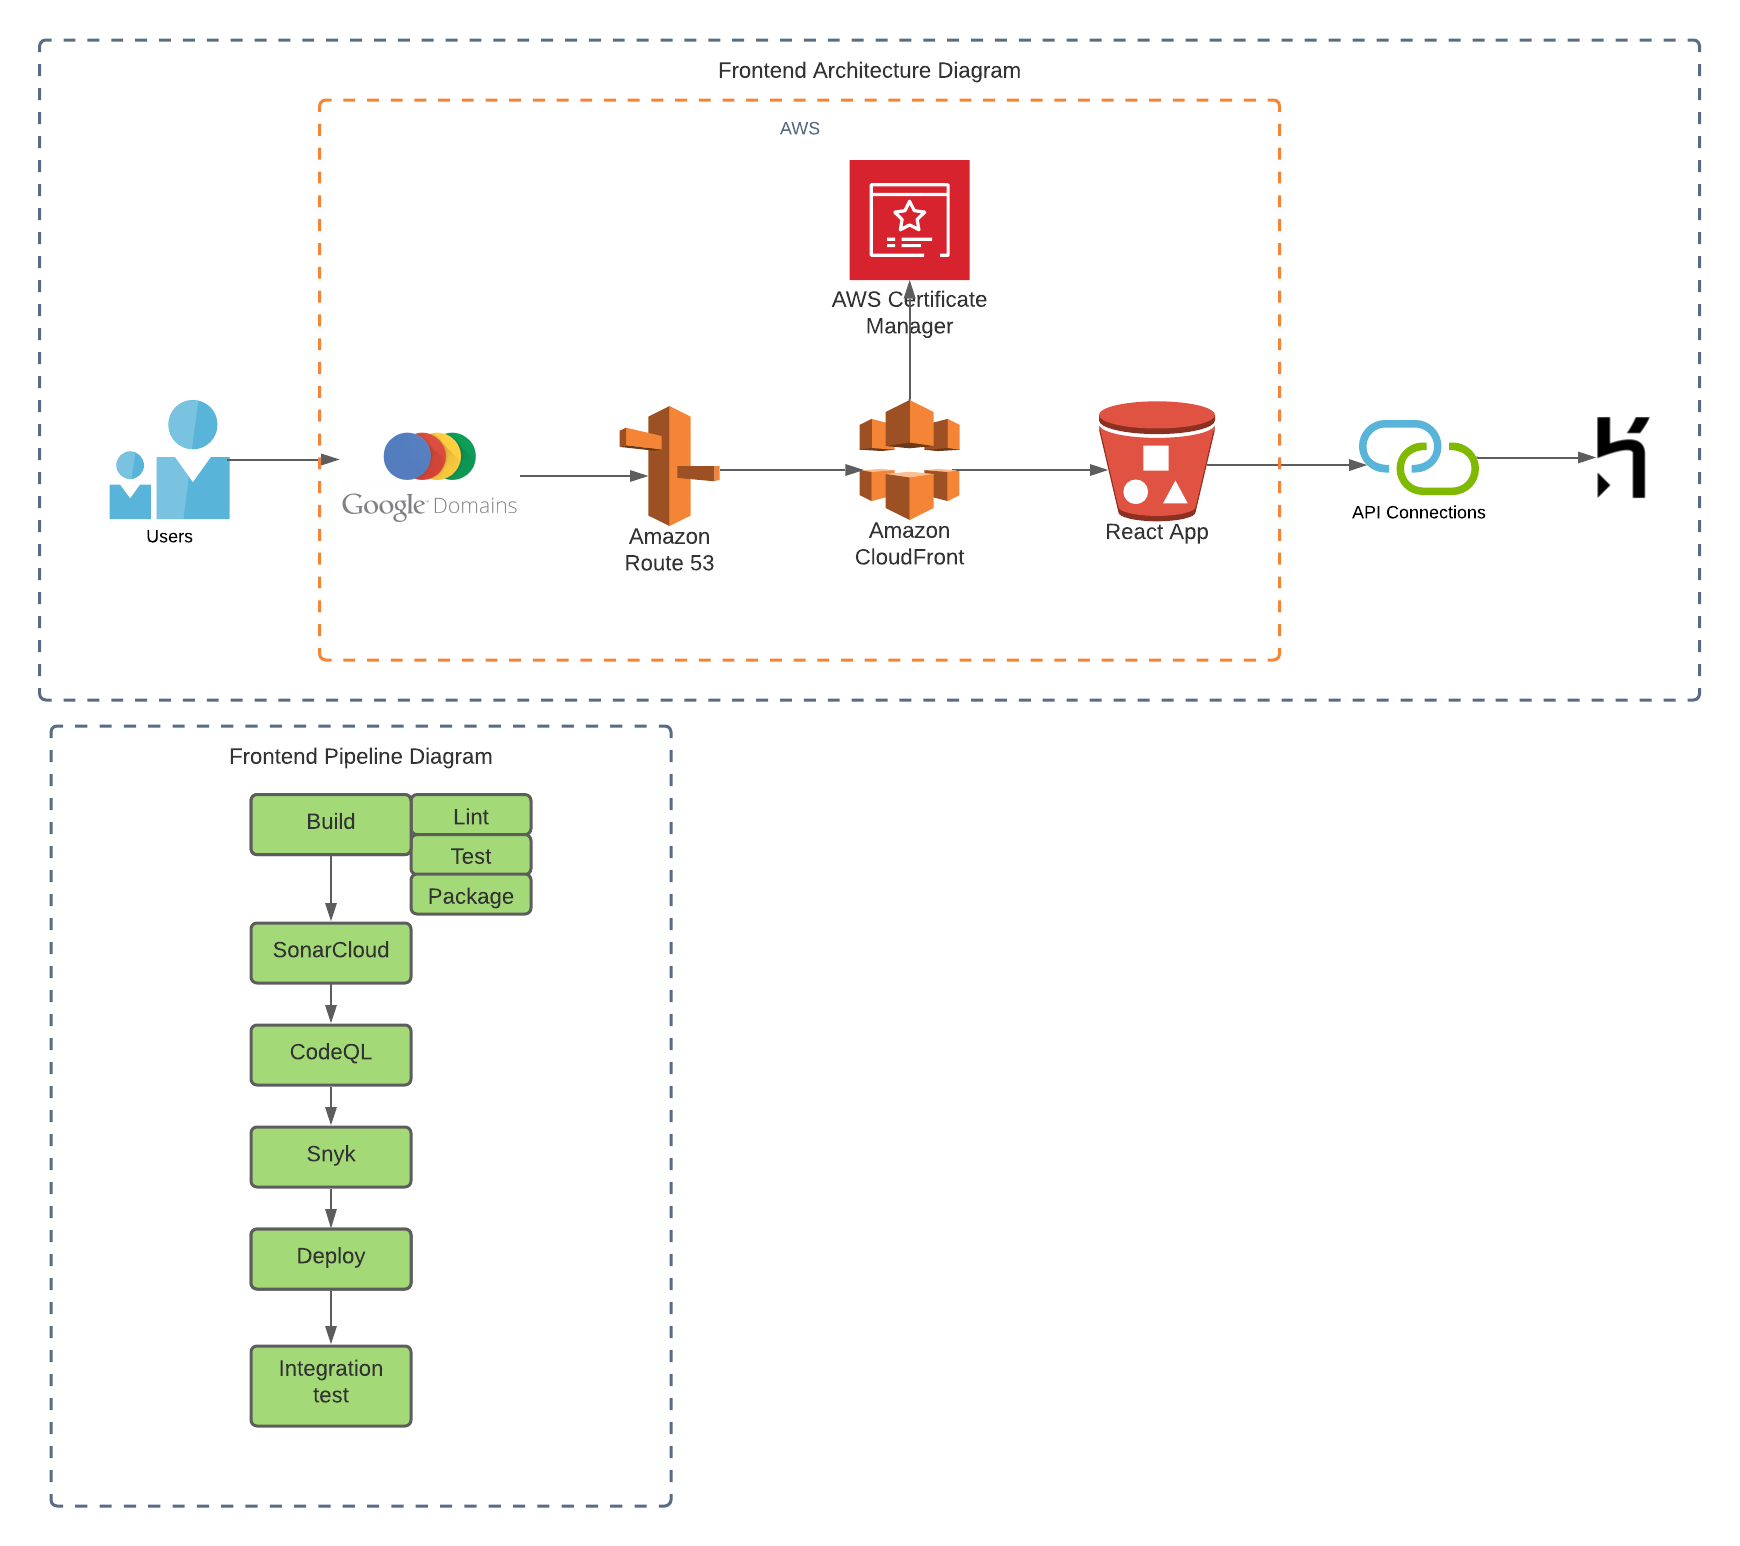 Frontend Architecture Diagram
AWS
AWS Certificate
Manager
Users
Google Domains
Amazon
Route 53
Amazon
CloudFront
React App
API Connections
Frontend Pipeline Diagram
Build
Lint
Test
Package
SonarCloud
CodeQL
Snyk
Deploy
Integration
test